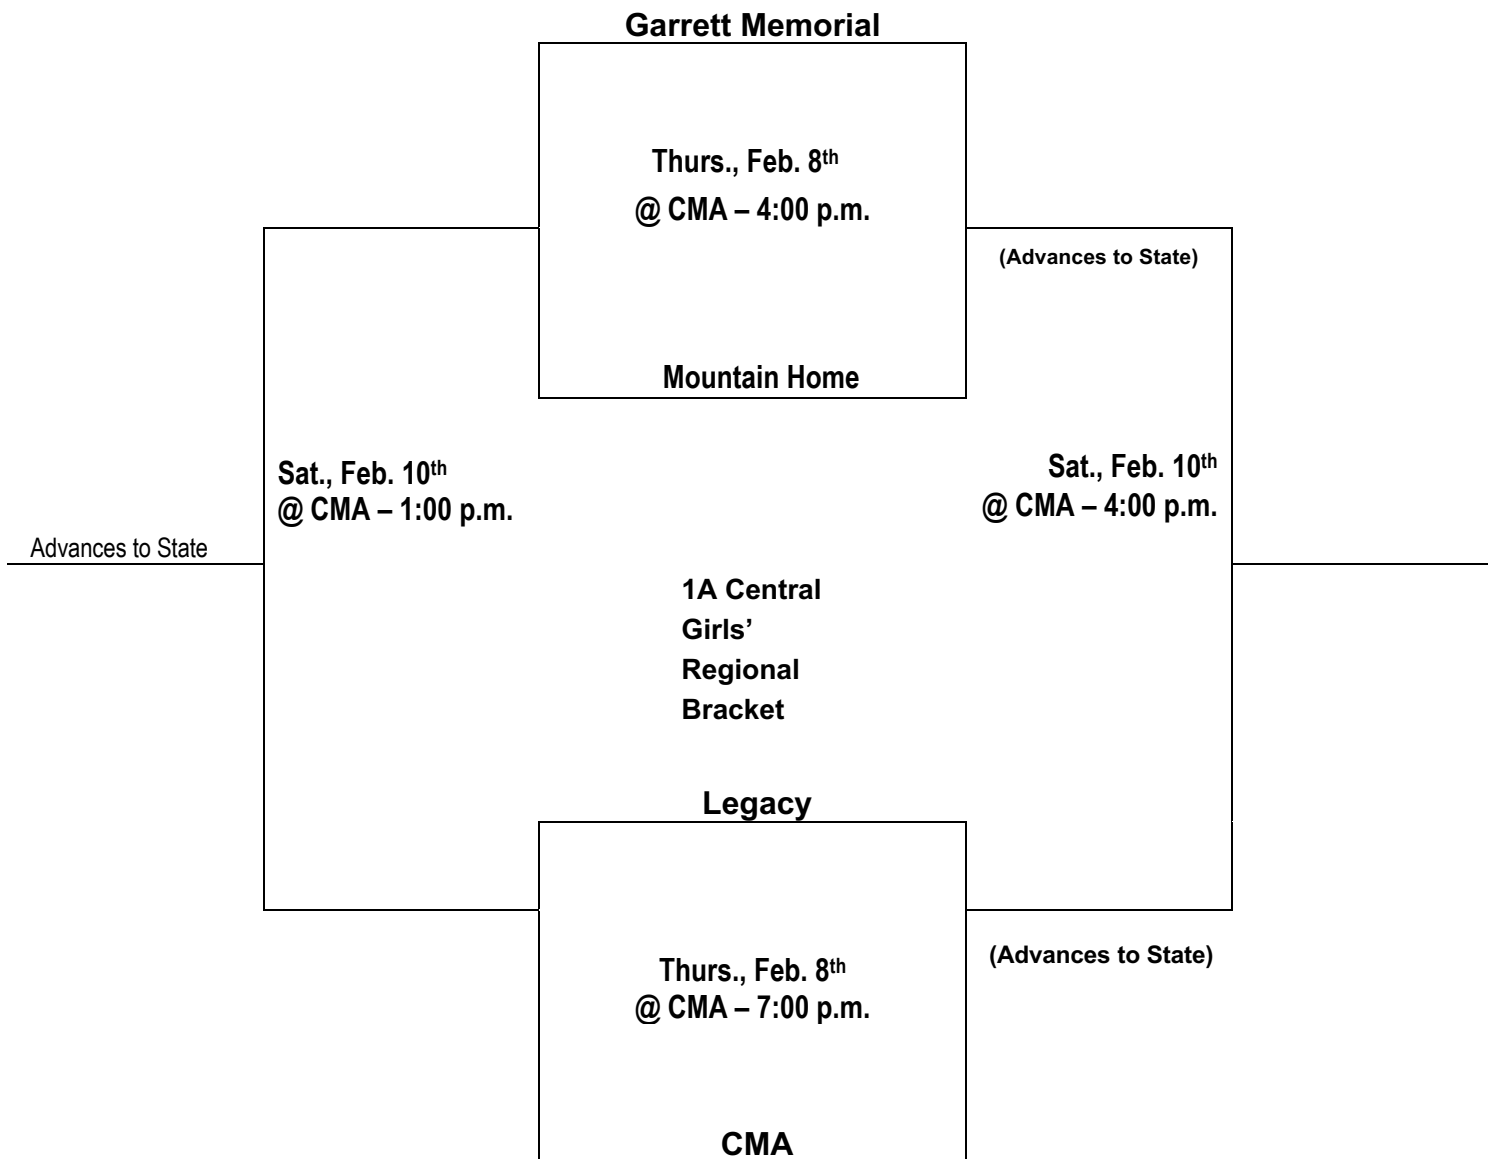 Garrett Memorial
Thurs., Feb. 8th
@ CMA – 4:00 p.m.
(Advances to State)
Mountain Home
Sat., Feb. 10th
@ CMA – 1:00 p.m.
Sat., Feb. 10th
@ CMA – 4:00 p.m.
Advances to State
1A Central
Girls’
Regional
Bracket
Legacy
Thurs., Feb. 8th
@ CMA – 7:00 p.m.
(Advances to State)
CMA